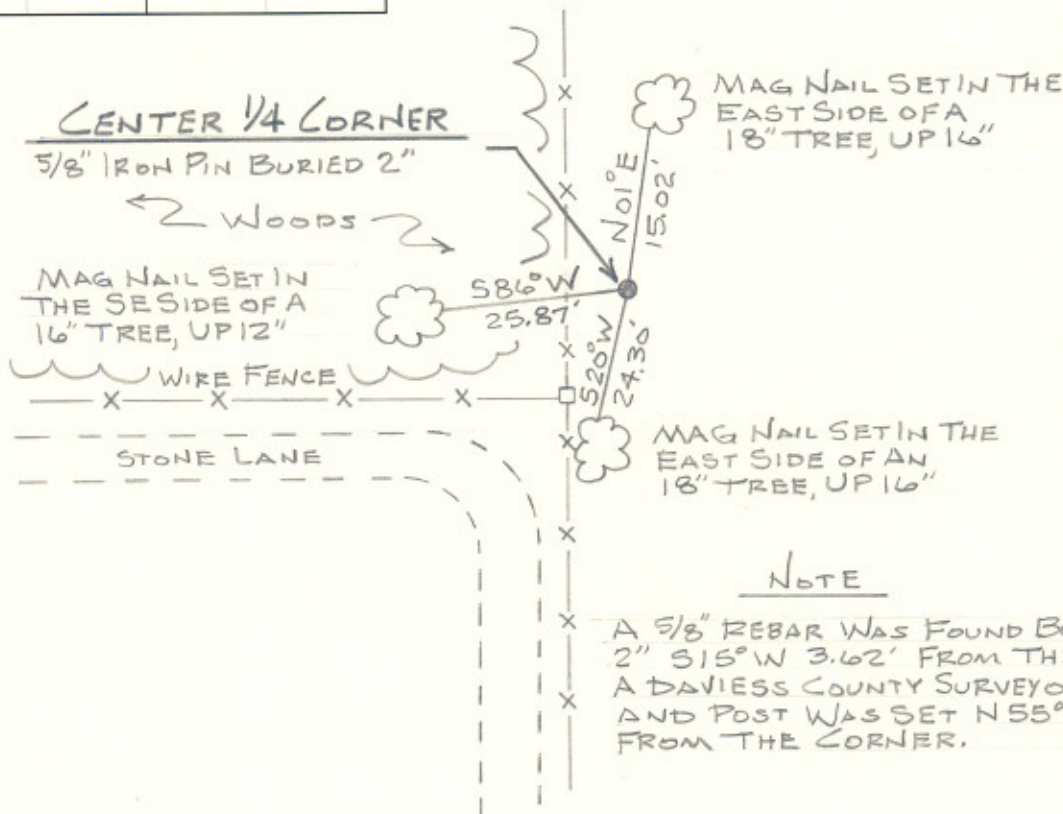 CENTER 1/4 CORNER
5/8" IRON PIN BURIED 2"
WOODS
MAG NAIL SET IN THE
EAST SIDE OF A
18" TREE, UP 16"
N01°E
15.02'
MAG NAIL SET IN
THE SE SIDE OF A
16" TREE, UP 12"
S86°W
25.87'
S20°W
24.30'
WIRE FENCE
STONE LANE
MAG NAIL SET IN THE
EAST SIDE OF AN
18" TREE, UP 16"
NOTE
A 5/8" REBAR WAS FOUND
2" S15°W 3.62' FROM
A DAVIESS COUNTY
AND POST WAS SET N55°
FROM THE CORNER.